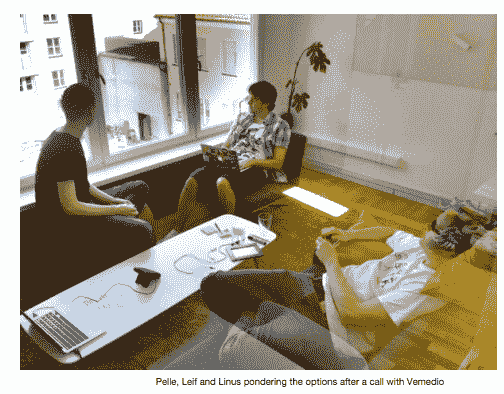 Pelle, Leif and Linus pondering the options after a call with Vemedio